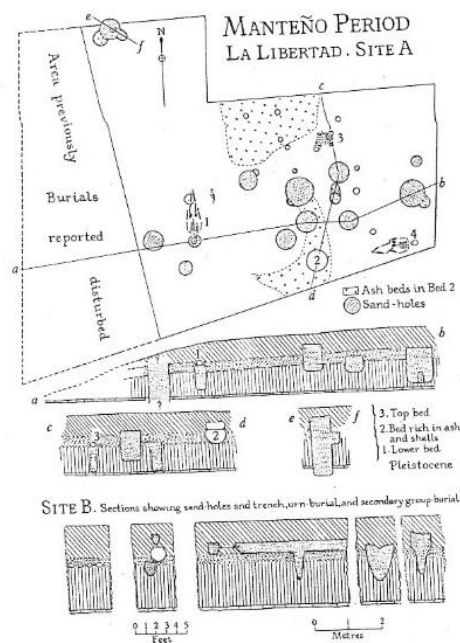 MANTEÑO PERIOD
LA LIBERTAD. SITE A
e
f
N
c
Area previously
3
b
Burials
1
reported
4
a
2
d
disturbed
Ash beds in Bed 2
Sand-holes
b
1
a
?
c
d
e
f
3
2
3. Top bed
2. Bed rich in ash
and shells
1. Lower bed
Pleistocene
SITE B. Sections showing sand-holes and trench, urn-burial, and secondary group-burial
0 1 2 3 4 5
Feet
0 1 2
Metres